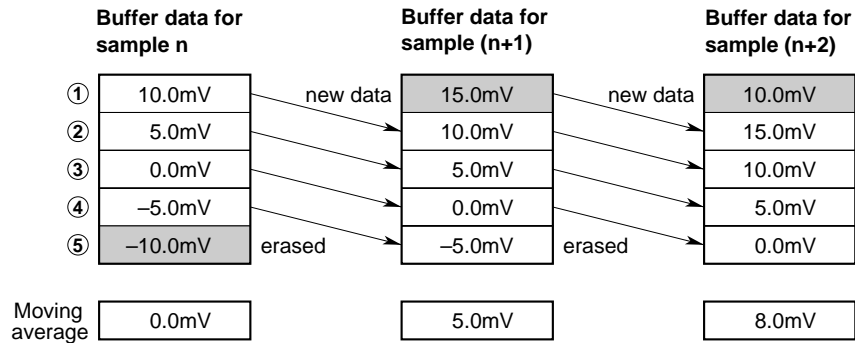 Buffer data for sample n
Buffer data for sample (n+1)
Buffer data for sample (n+2)
① 10.0mV new data 15.0mV new data 10.0mV
② 5.0mV 10.0mV 15.0mV
③ 0.0mV 5.0mV 10.0mV
④ –5.0mV 0.0mV 5.0mV
⑤ –10.0mV erased –5.0mV erased 0.0mV
Moving average 0.0mV 5.0mV 8.0mV